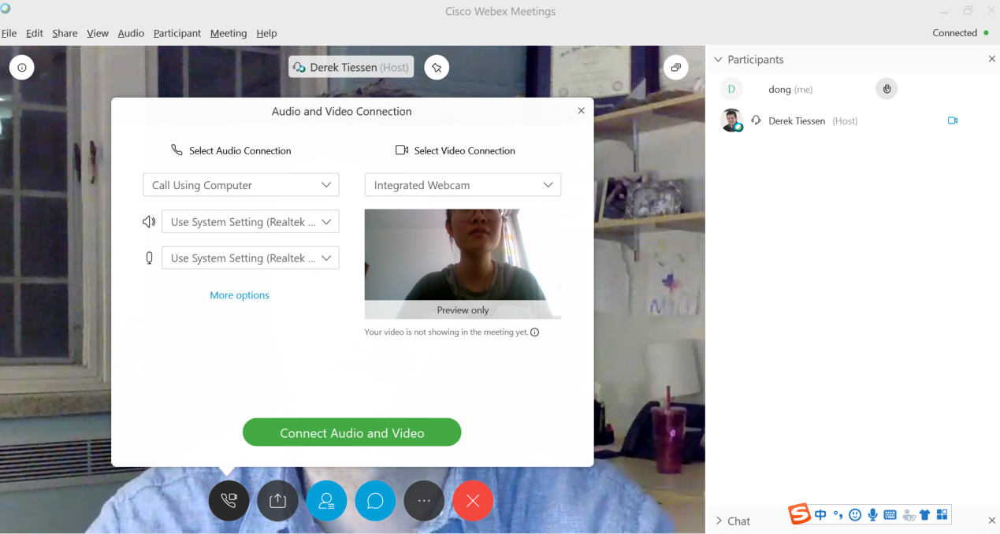 Cisco Webex Meetings
File Edit Share View Audio Participant Meeting Help
Connected
Derek Tiessen (Host)
Participants
D dong (me)
Derek Tiessen (Host)
Audio and Video Connection
Select Audio Connection
Select Video Connection
Call Using Computer
Integrated Webcam
Use System Setting (Realtek ...
Use System Setting (Realtek ...
More options
Preview only
Your video is not showing in the meeting yet.
Connect Audio and Video
Chat
S 中 °,